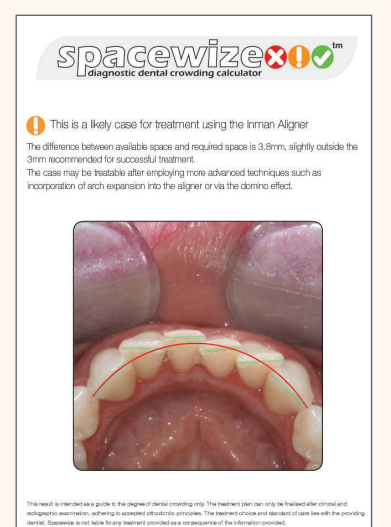 spacewize tm
diagnostic dental crowding calculator
This is a likely case for treatment using the Inman Aligner
The difference between available space and required space is 3.8mm, slightly outside the
3mm recommended for successful treatment.
The case may be treatable after employing more advanced techniques such as
incorporation of arch expansion into the aligner or via the domino effect.
This result is intended as a guide to the degree of dental crowding only. The treatment plan can only be finalised after clinical and
radiographic examination, adhering to accepted orthodontic principles. The treatment choice and standard of care lies with the providing
dentist. Spacewize is not liable for any treatment provided as a consequence of the information provided.